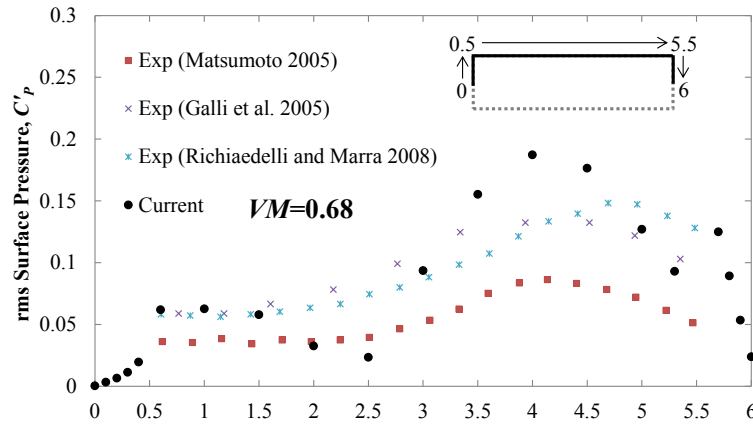 rms Surface Pressure, C'P
0.3
0.25
0.2
0.15
0.1
0.05
0
Exp (Matsumoto 2005)
Exp (Galli et al. 2005)
Exp (Richiaedelli and Marra 2008)
Current
VM=0.68
0.5
5.5
0
6
0 0.5 1 1.5 2 2.5 3 3.5 4 4.5 5 5.5 6